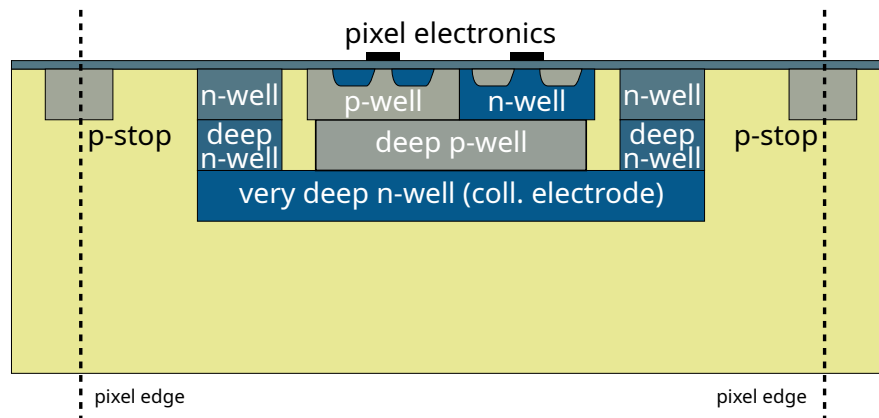 pixel electronics
n-well
p-well
n-well
n-well
p-stop
deep
n-well
deep p-well
deep
n-well
p-stop
very deep n-well (coll. electrode)
pixel edge
pixel edge